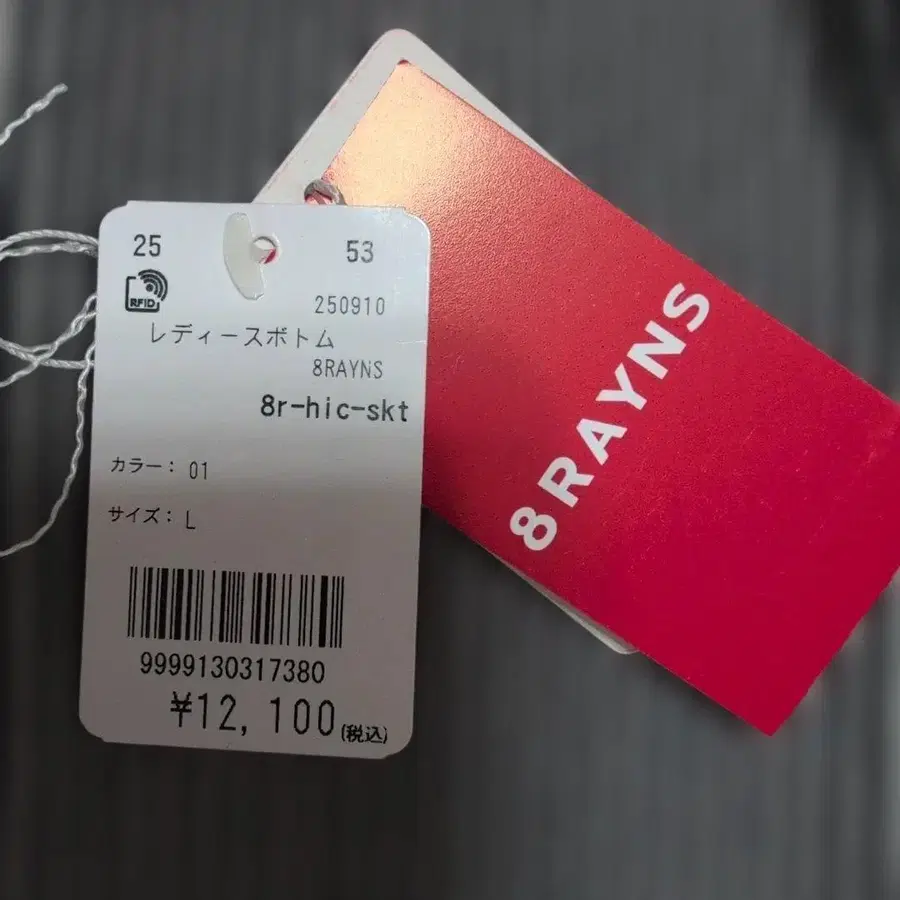 25 53
RFID
250910
レディースボトム
8RAYNS
8r-hic-skt
カラー: 01
サイズ: L
9999130317380
¥12,100(税込)
8RAYNS